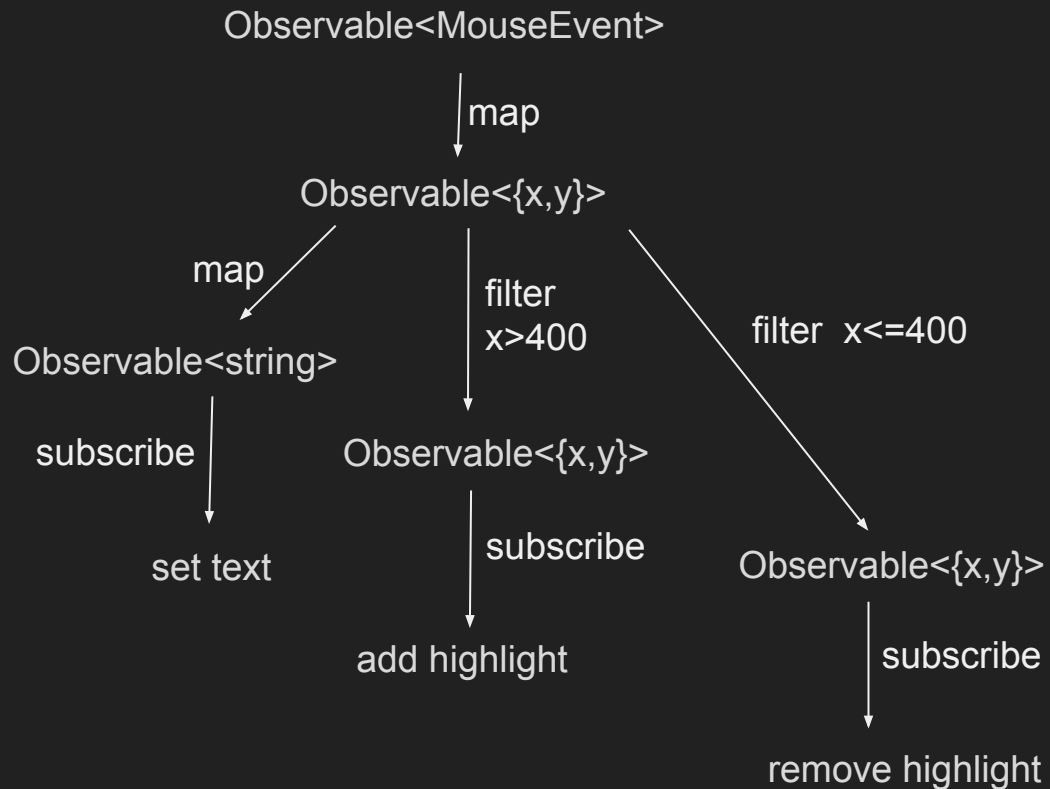 Observable<MouseEvent>
map
Observable<{x,y}>
map
filter
x>400
filter x<=400
Observable<string>
subscribe
Observable<{x,y}>
set text
subscribe
Observable<{x,y}>
add highlight
subscribe
remove highlight